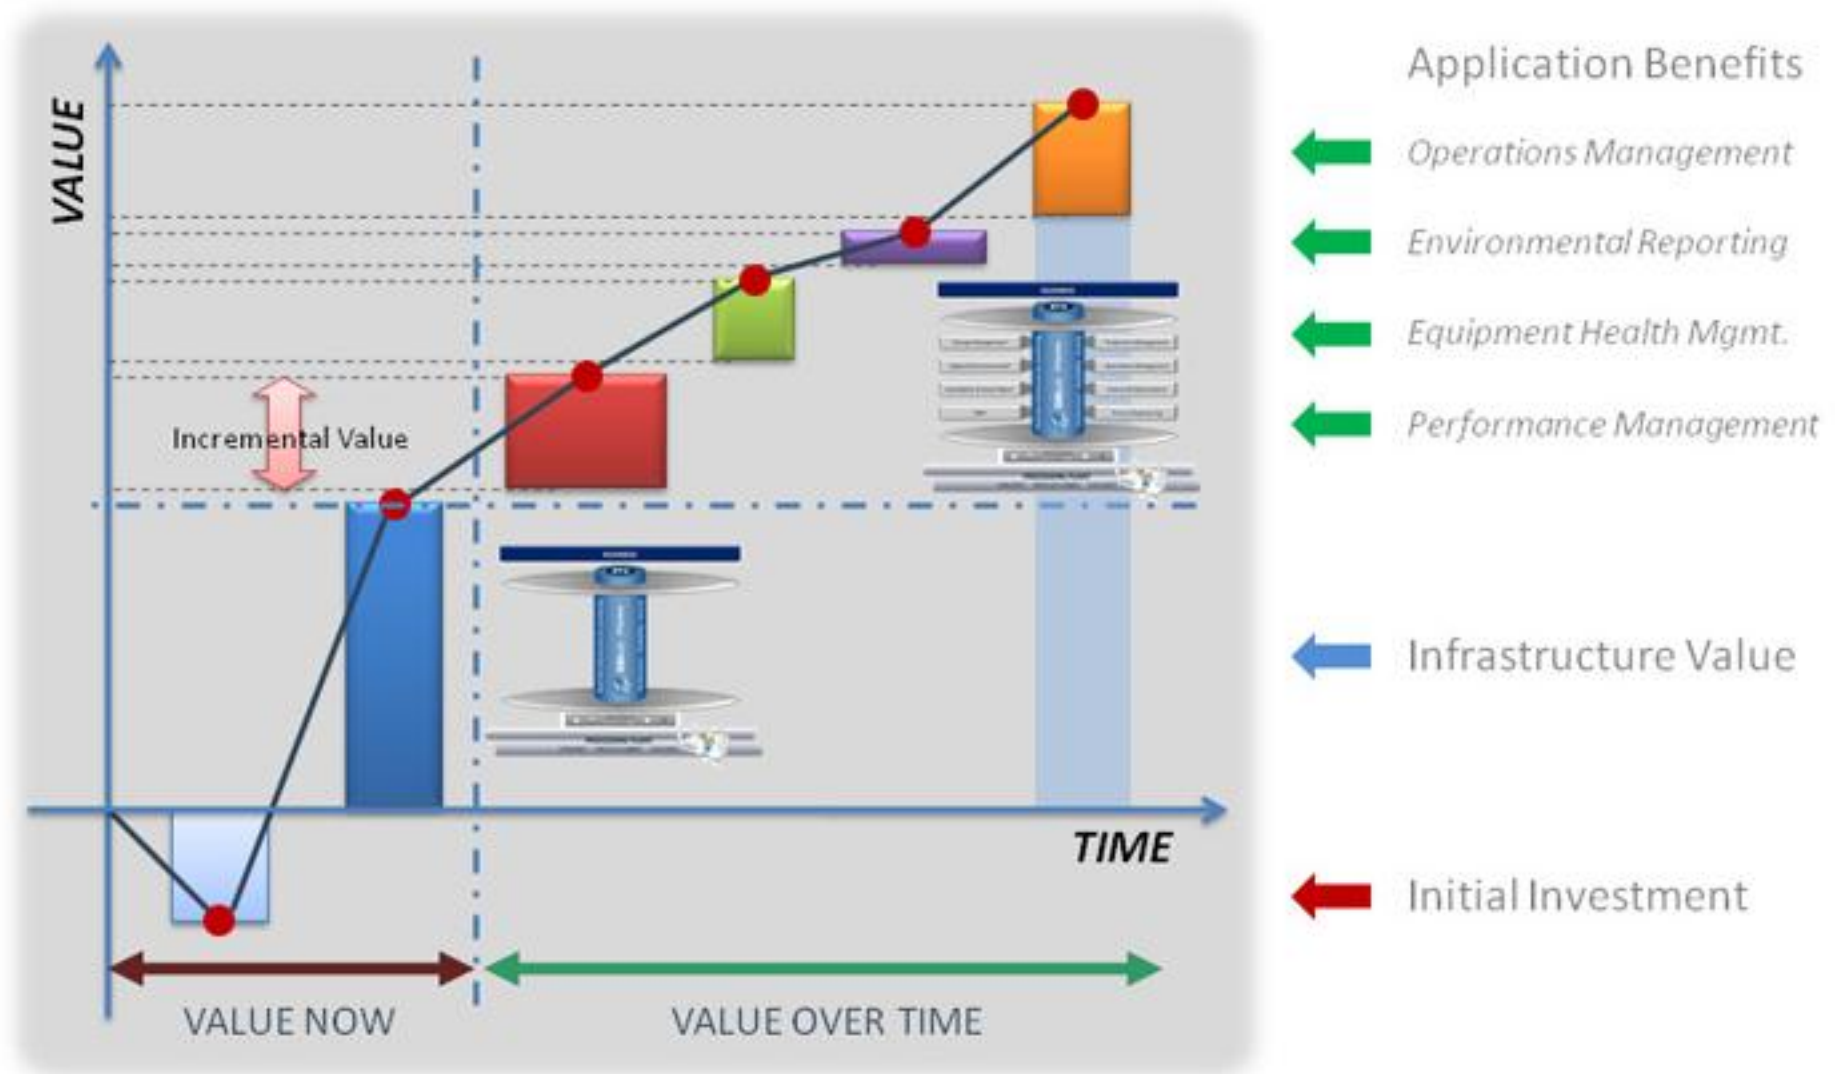 VALUE
Incremental Value
TIME
VALUE NOW
VALUE OVER TIME
Application Benefits
Operations Management
Environmental Reporting
Equipment Health Mgmt.
Performance Management
Infrastructure Value
Initial Investment